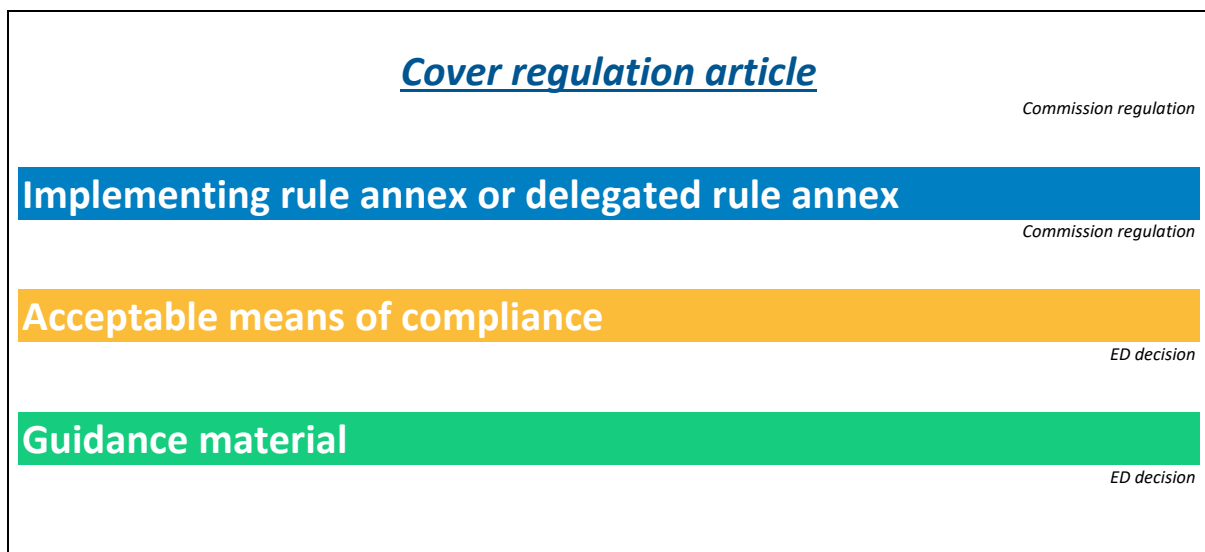 Cover regulation article
Commission regulation
Implementing rule annex or delegated rule annex
Commission regulation
Acceptable means of compliance
ED decision
Guidance material
ED decision